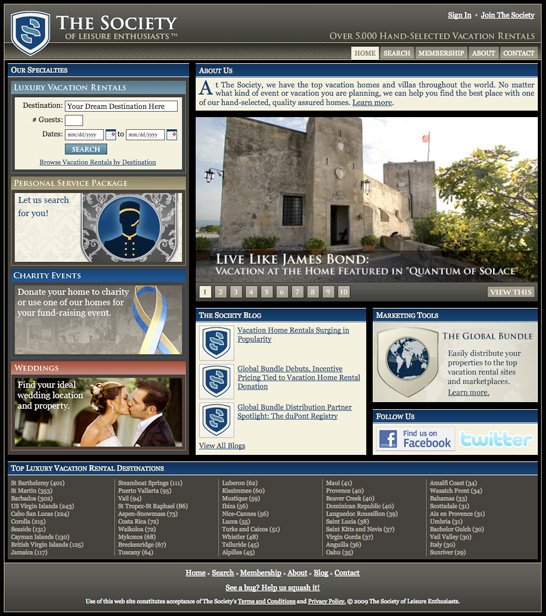 THE SOCIETY
OF LEISURE ENTHUSIASTS ™
Sign In • Join The Society
OVER 5,000 HAND-SELECTED VACATION RENTALS
HOME SEARCH MEMBERSHIP ABOUT CONTACT
OUR SPECIALTIES
LUXURY VACATION RENTALS
Destination: Your Dream Destination Here
# Guests:
Dates: mm/dd/yyyy to mm/dd/yyyy
SEARCH
Browse Vacation Rentals by Destination
PERSONAL SERVICE PACKAGE
Let us search
for you!
CHARITY EVENTS
Donate your home to charity
or use one of our homes for
your fund-raising event.
WEDDINGS
Find your ideal
wedding location
and property.
ABOUT US
At The Society, we have the top vacation homes and villas throughout the world. No matter
what kind of event or vacation you are planning, we can help you find the best place with one
of our hand-selected, quality assured homes. Learn more.
LIVE LIKE JAMES BOND:
VACATION AT THE HOME FEATURED IN "QUANTUM OF SOLACE"
1 2 3 4 5 6 7 8 9 10 VIEW THIS
THE SOCIETY BLOG
Vacation Home Rentals Surging in
Popularity
Global Bundle Debuts, Incentive
Pricing Tied to Vacation Home Rental
Donation
Global Bundle Distribution Partner
Spotlight: The duPont Registry
View All Blogs
MARKETING TOOLS
THE GLOBAL BUNDLE
Easily distribute your
properties to the top
vacation rental sites
and marketplaces.
Learn more.
FOLLOW US
Find us on
Facebook
twitter
TOP LUXURY VACATION RENTAL DESTINATIONS
St Barthelemy (401)
St Martin (353)
Barbados (302)
US Virgin Islands (243)
Cabo San Lucas (224)
Corolla (215)
Seaside (131)
Cayman Islands (130)
British Virgin Islands (125)
Jamaica (117)
Steamboat Springs (111)
Puerto Vallarta (95)
Vail (94)
St Tropez-St Raphael (86)
Aspen-Snowmass (73)
Costa Rica (72)
Waikoloa (72)
Mykonos (68)
Breckenridge (67)
Tuscany (64)
Luberon (62)
Kissimmee (60)
Mustique (59)
Ibiza (56)
Nice-Cannes (56)
Lucca (55)
Turks and Caicos (51)
Whistler (48)
Telluride (45)
Alpilles (45)
Maui (41)
Provence (40)
Beaver Creek (40)
Dominican Republic (40)
Languedoc Roussillon (39)
Saint Lucia (38)
Saint Kitts and Nevis (37)
Virgin Gorda (37)
Anguilla (36)
Oahu (35)
Amalfi Coast (34)
Wasatch Front (34)
Bahamas (33)
Scottsdale (31)
Aix en Provence (31)
Umbria (31)
Bachelor Gulch (30)
Vail Valley (30)
Italy (30)
Sunriver (29)
Home • Search • Membership • About • Blog • Contact
See a bug? Help us squash it!
Use of this web site constitutes acceptance of The Society's Terms and Conditions and Privacy Policy, © 2009 The Society of Leisure Enthusiasts.